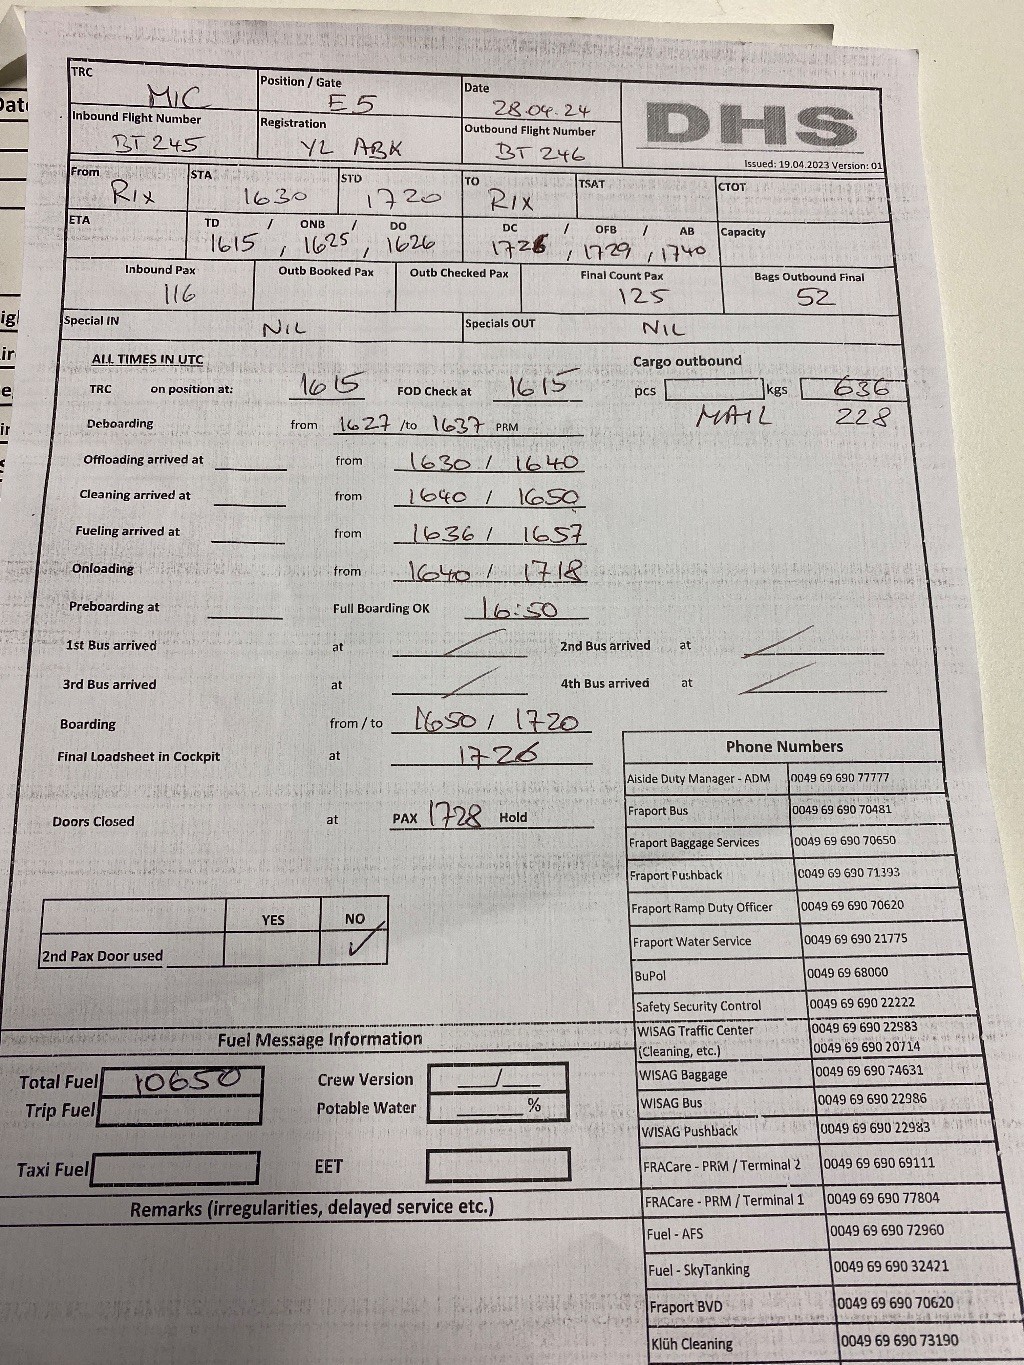 TRC MIC Position / Gate E5 Date 28.04.24 DHS
Inbound Flight Number BT 245 Registration YL ABK Outbound Flight Number BT 246
Issued: 19.04.2023 Version: 01
From RIX STA 1630 STD 1720 TO RIX TSAT CTOT
ETA TD / ONB / DO 1615, 1625, 1626 DC / OFB / AB 1726, 1729, 1740 Capacity
Inbound Pax 116 Outb Booked Pax Outb Checked Pax Final Count Pax 125 Bags Outbound Final 52
Special IN NIL Specials OUT NIL
ALL TIMES IN UTC Cargo outbound
TRC on position at: 1615 FOD Check at 1615 pcs kgs 636
MAIL 228
Deboarding from 1627 /to 1637 PRM
Offloading arrived at from 1630 / 1640
Cleaning arrived at from 1640 / 1650
Fueling arrived at from 1636 / 1657
Onloading from 1640 / 1718
Preboarding at Full Boarding OK 16:50
1st Bus arrived at 2nd Bus arrived at
3rd Bus arrived at 4th Bus arrived at
Boarding from / to 1650 / 1720
Final Loadsheet in Cockpit at 1726
Doors Closed at PAX 1728 Hold
YES NO
2nd Pax Door used ✓
Phone Numbers
Aiside Duty Manager - ADM 0049 69 690 77777
Fraport Bus 0049 69 690 70481
Fraport Baggage Services 0049 69 690 70650
Fraport Pushback 0049 69 690 71393
Fraport Ramp Duty Officer 0049 69 690 70620
Fraport Water Service 0049 69 690 21775
BuPol 0049 69 68000
Safety Security Control 0049 69 690 22222
WISAG Traffic Center 0049 69 690 22983
(Cleaning, etc.) 0049 69 690 20714
WISAG Baggage 0049 69 690 74631
WISAG Bus 0049 69 690 22986
WISAG Pushback 0049 69 690 22983
FRACare - PRM / Terminal 2 0049 69 690 69111
FRACare - PRM / Terminal 1 0049 69 690 77804
Fuel - AFS 0049 69 690 72960
Fuel - SkyTanking 0049 69 690 32421
Fraport BVD 0049 69 690 70620
Klüh Cleaning 0049 69 690 73190
Fuel Message Information
Total Fuel 10650 Crew Version /
Trip Fuel Potable Water %
Taxi Fuel EET
Remarks (irregularities, delayed service etc.)